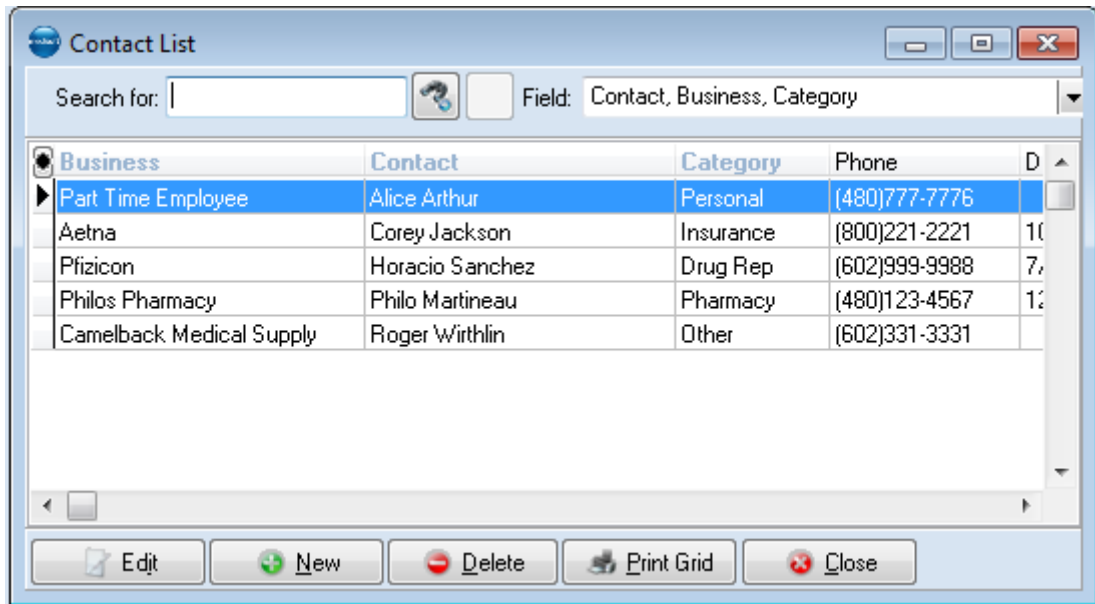 Contact List
Search for: Field: Contact, Business, Category
Business Contact Category Phone D
Part Time Employee Alice Arthur Personal (480)777-7776
Aetna Corey Jackson Insurance (800)221-2221 10
Pfizicon Horacio Sanchez Drug Rep (602)999-9988 7/
Philos Pharmacy Philo Martineau Pharmacy (480)123-4567 12
Camelback Medical Supply Roger Wirthlin Other (602)331-3331
Edit New Delete Print Grid Close